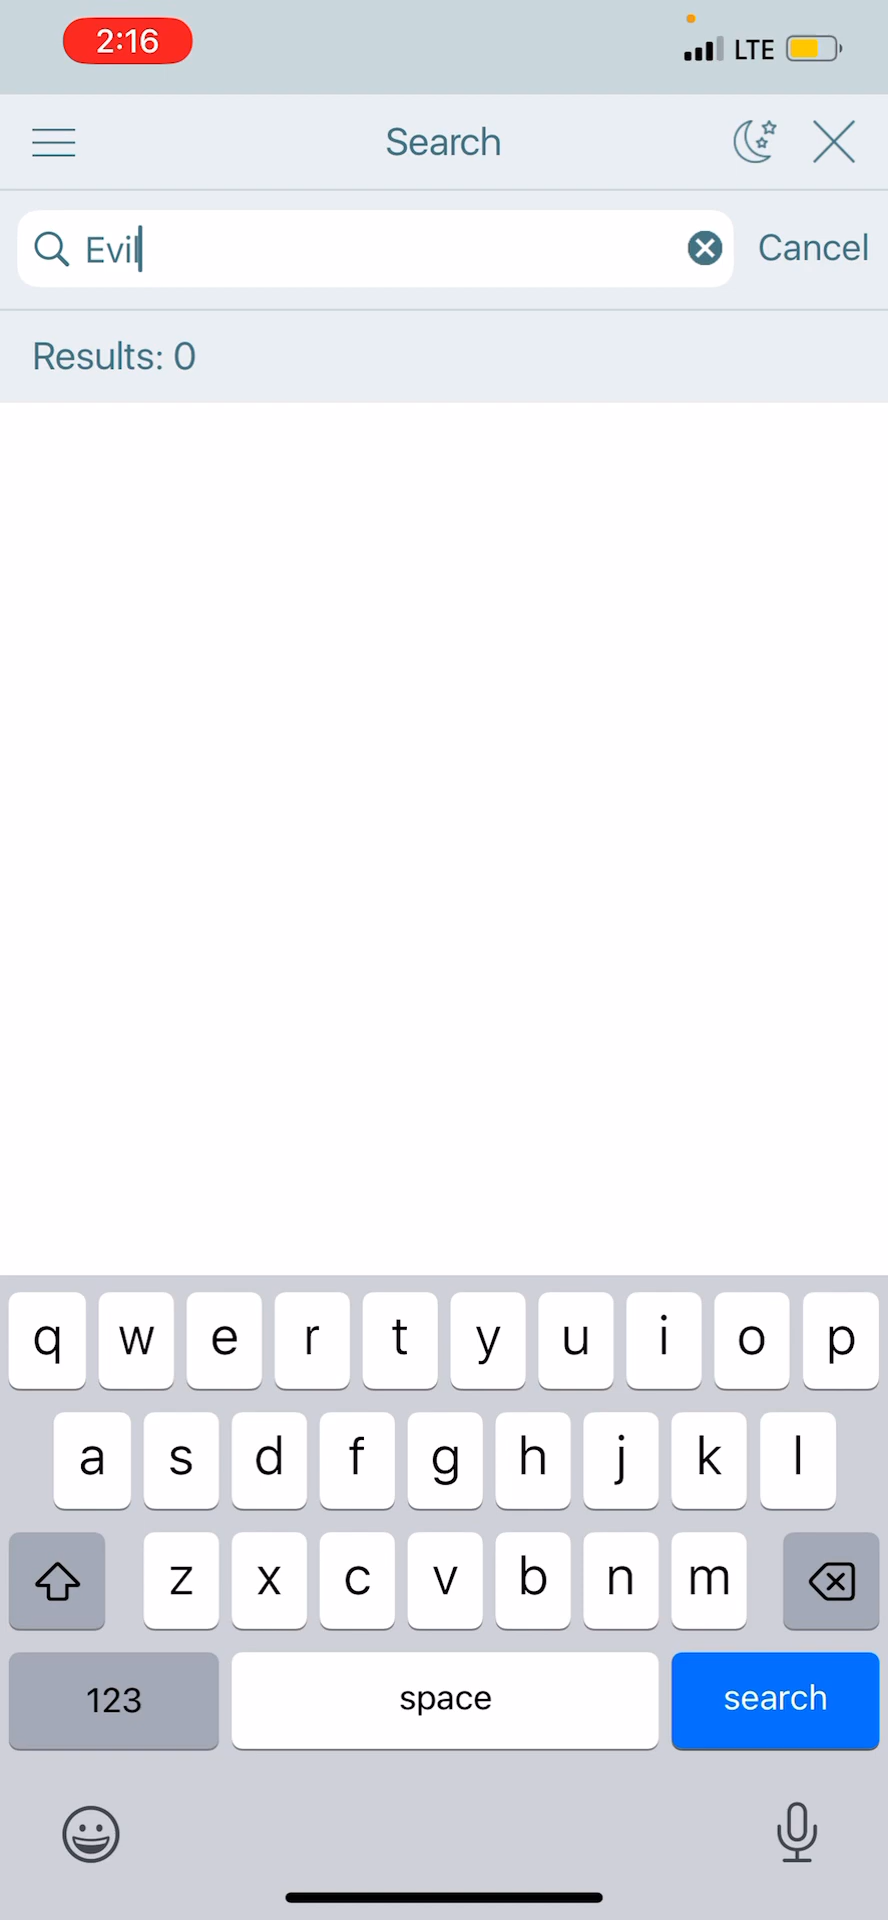 2:16
LTE
Search
Evil
Cancel
Results: 0
q w e r t y u i o p
a s d f g h j k l
z x c v b n m
123 space search